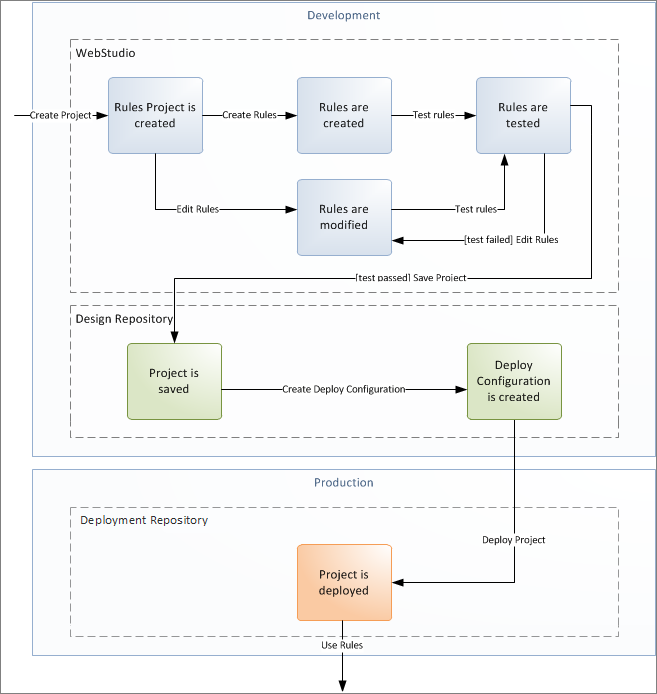 Development
WebStudio
Create Project
Rules Project is
created
Create Rules
Rules are
created
Test rules
Rules are
tested
Edit Rules
Rules are
modified
Test rules
[test failed] Edit Rules
[test passed] Save Project
Design Repository
Project is
saved
Create Deploy Configuration
Deploy
Configuration
is created
Production
Deployment Repository
Deploy Project
Project is
deployed
Use Rules